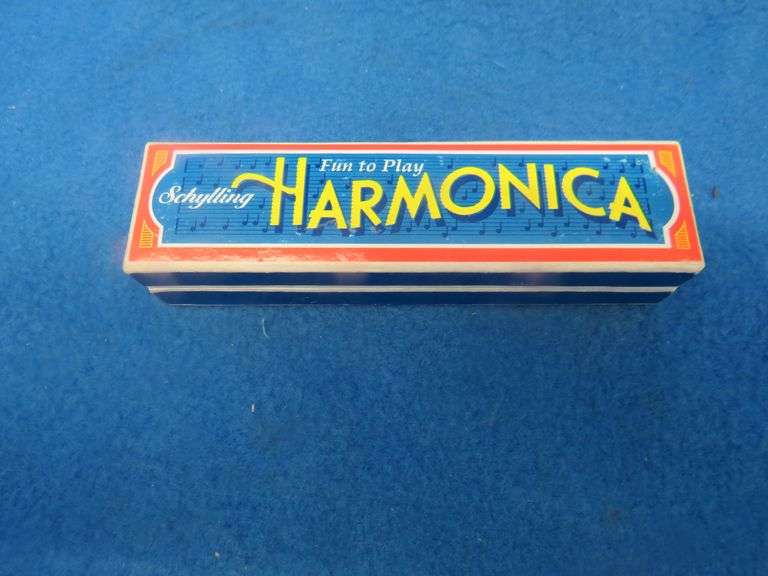 Fun to Play
Schylling HARMONICA